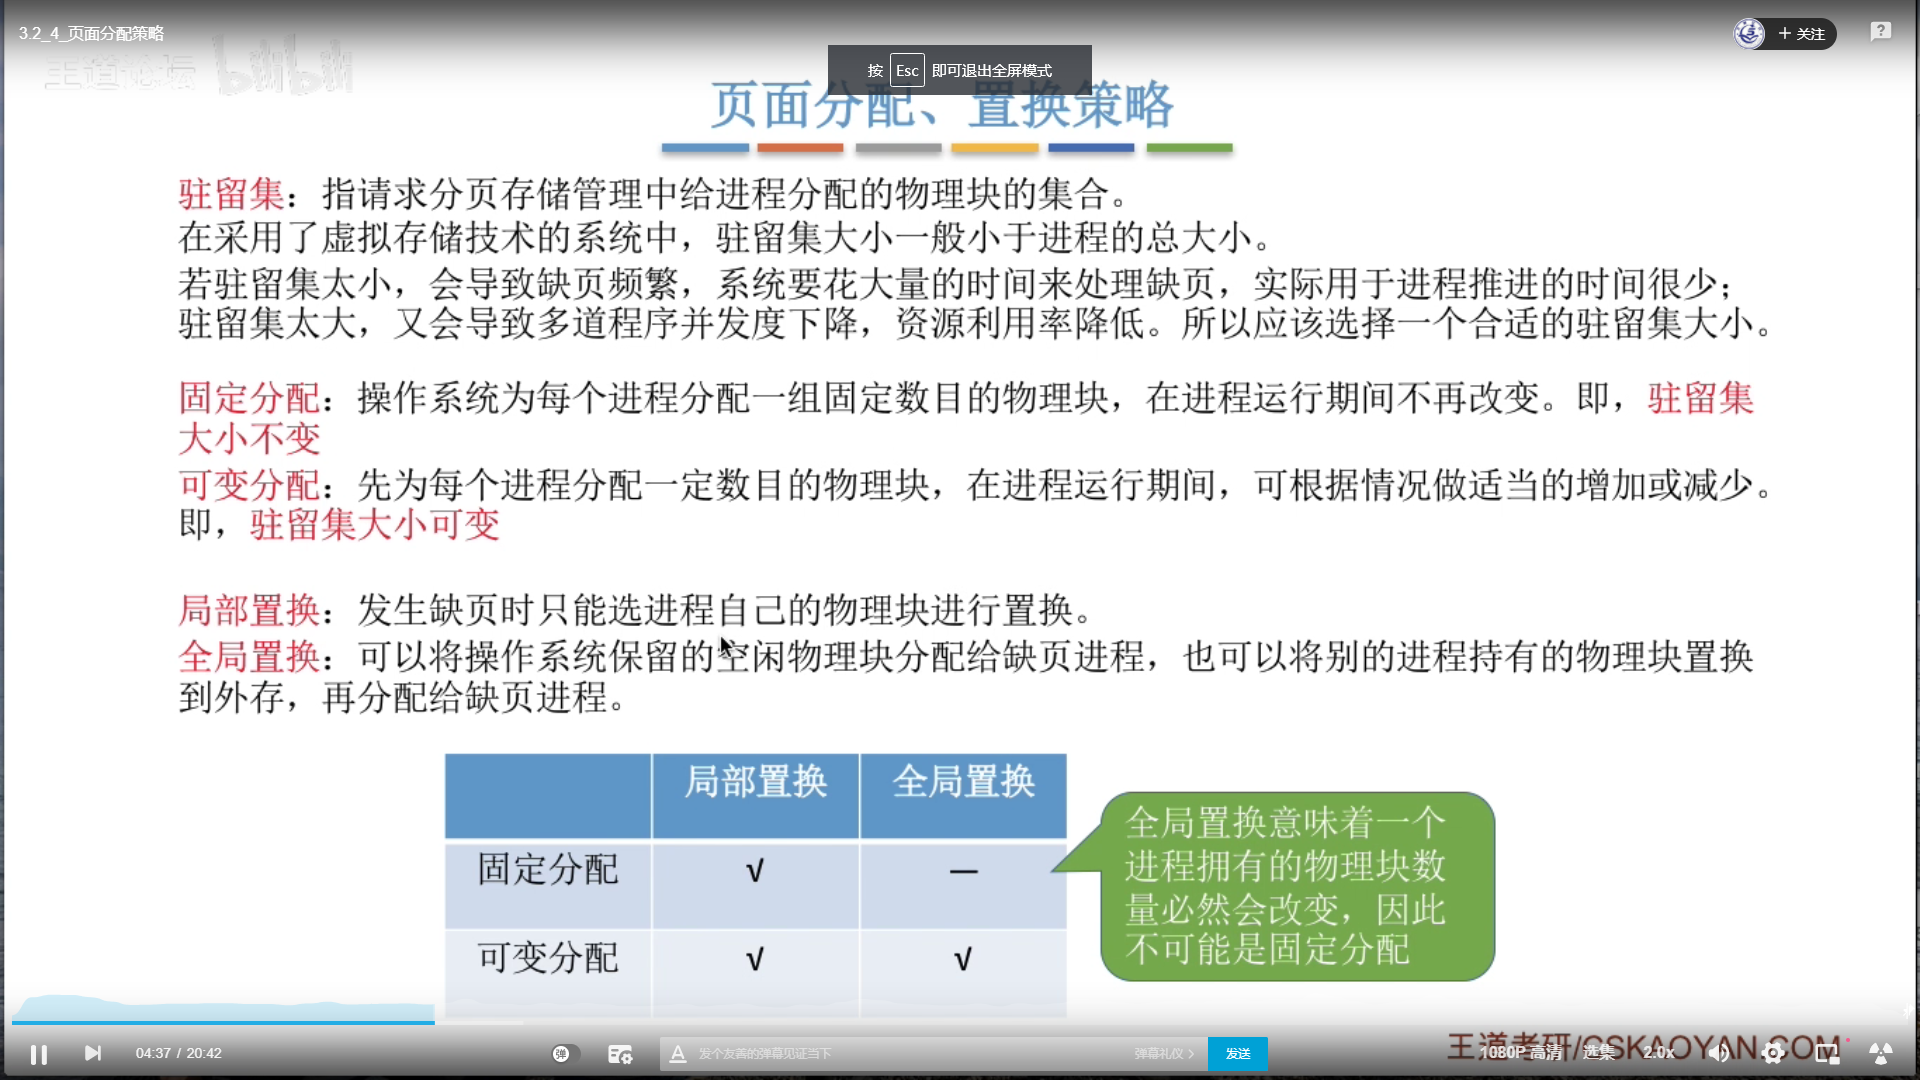 3.2_4_页面分配策略
+ 关注
王道论坛 bilibili
按 Esc 即可退出全屏模式
页面分配、置换策略
驻留集：指请求分页存储管理中给进程分配的物理块的集合。
在采用了虚拟存储技术的系统中，驻留集大小一般小于进程的总大小。
若驻留集太小，会导致缺页频繁，系统要花大量的时间来处理缺页，实际用于进程推进的时间很少；
驻留集太大，又会导致多道程序并发度下降，资源利用率降低。所以应该选择一个合适的驻留集大小。
固定分配：操作系统为每个进程分配一组固定数目的物理块，在进程运行期间不再改变。即，驻留集
大小不变
可变分配：先为每个进程分配一定数目的物理块，在进程运行期间，可根据情况做适当的增加或减少。
即，驻留集大小可变
局部置换：发生缺页时只能选进程自己的物理块进行置换。
全局置换：可以将操作系统保留的空闲物理块分配给缺页进程，也可以将别的进程持有的物理块置换
到外存，再分配给缺页进程。
局部置换 全局置换
固定分配 √ —
可变分配 √ √
全局置换意味着一个
进程拥有的物理块数
量必然会改变，因此
不可能是固定分配
王道考研/CSKAOYAN.COM
04:37 / 20:42
弹
发个友善的弹幕见证当下
弹幕礼仪 >
发送
1080P 高清
选集
2.0x